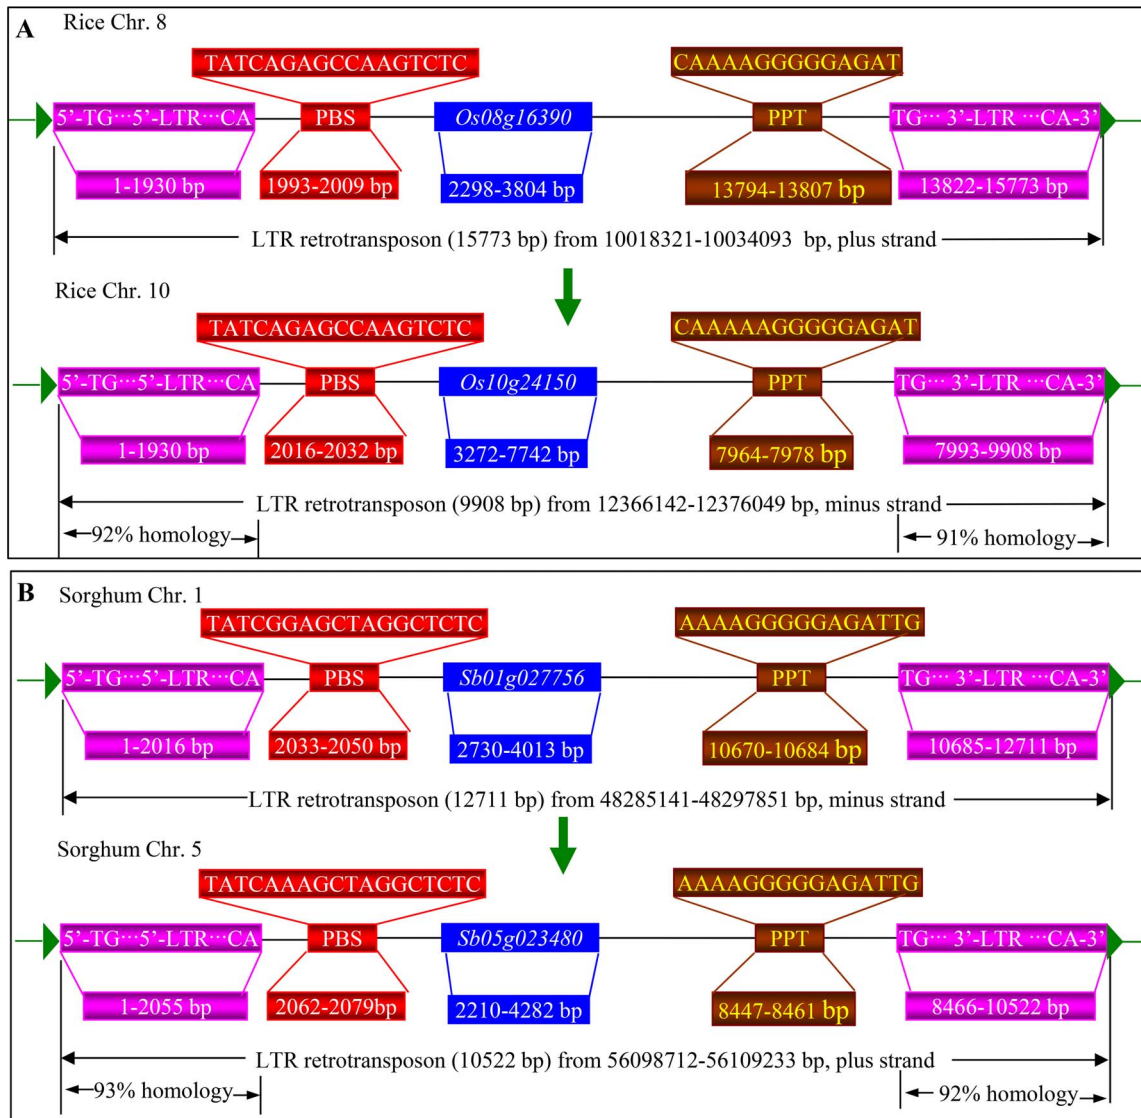 A
Rice Chr. 8
TATCAGAGCCAAGTCTC
CAAAAGGGGGAGAT
5’-TG···5’-LTR···CA
PBS
Os08g16390
PPT
TG··· 3’-LTR ···CA-3’
1-1930 bp
1993-2009 bp
2298-3804 bp
13794-13807 bp
13822-15773 bp
LTR retrotransposon (15773 bp) from 10018321-10034093 bp, plus strand
Rice Chr. 10
TATCAGAGCCAAGTCTC
CAAAAAGGGGGAGAT
5’-TG···5’-LTR···CA
PBS
Os10g24150
PPT
TG··· 3’-LTR ···CA-3’
1-1930 bp
2016-2032 bp
3272-7742 bp
7964-7978 bp
7993-9908 bp
LTR retrotransposon (9908 bp) from 12366142-12376049 bp, minus strand
92% homology
91% homology
B
Sorghum Chr. 1
TATCGGAGCTAGGCTCTC
AAAAGGGGGAGATTG
5’-TG···5’-LTR···CA
PBS
Sb01g027756
PPT
TG··· 3’-LTR ···CA-3’
1-2016 bp
2033-2050 bp
2730-4013 bp
10670-10684 bp
10685-12711 bp
LTR retrotransposon (12711 bp) from 48285141-48297851 bp, minus strand
Sorghum Chr. 5
TATCAAAGCTAGGCTCTC
AAAAGGGGGAGATTG
5’-TG···5’-LTR···CA
PBS
Sb05g023480
PPT
TG··· 3’-LTR ···CA-3’
1-2055 bp
2062-2079bp
2210-4282 bp
8447-8461 bp
8466-10522 bp
LTR retrotransposon (10522 bp) from 56098712-56109233 bp, plus strand
93% homology
92% homology